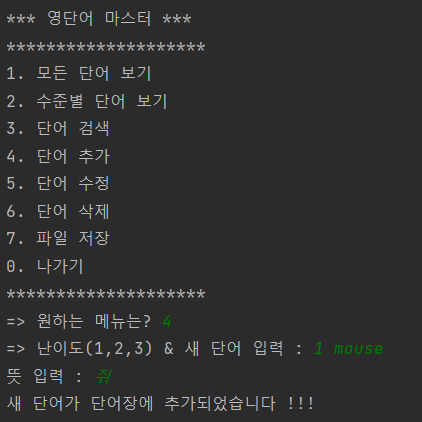 *** 영단어 마스터 ***
********************
1. 모든 단어 보기
2. 수준별 단어 보기
3. 단어 검색
4. 단어 추가
5. 단어 수정
6. 단어 삭제
7. 파일 저장
0. 나가기
********************
=> 원하는 메뉴는? 4
=> 난이도(1,2,3) & 새 단어 입력 : 1 mouse
뜻 입력 : 쥐
새 단어가 단어장에 추가되었습니다 !!!